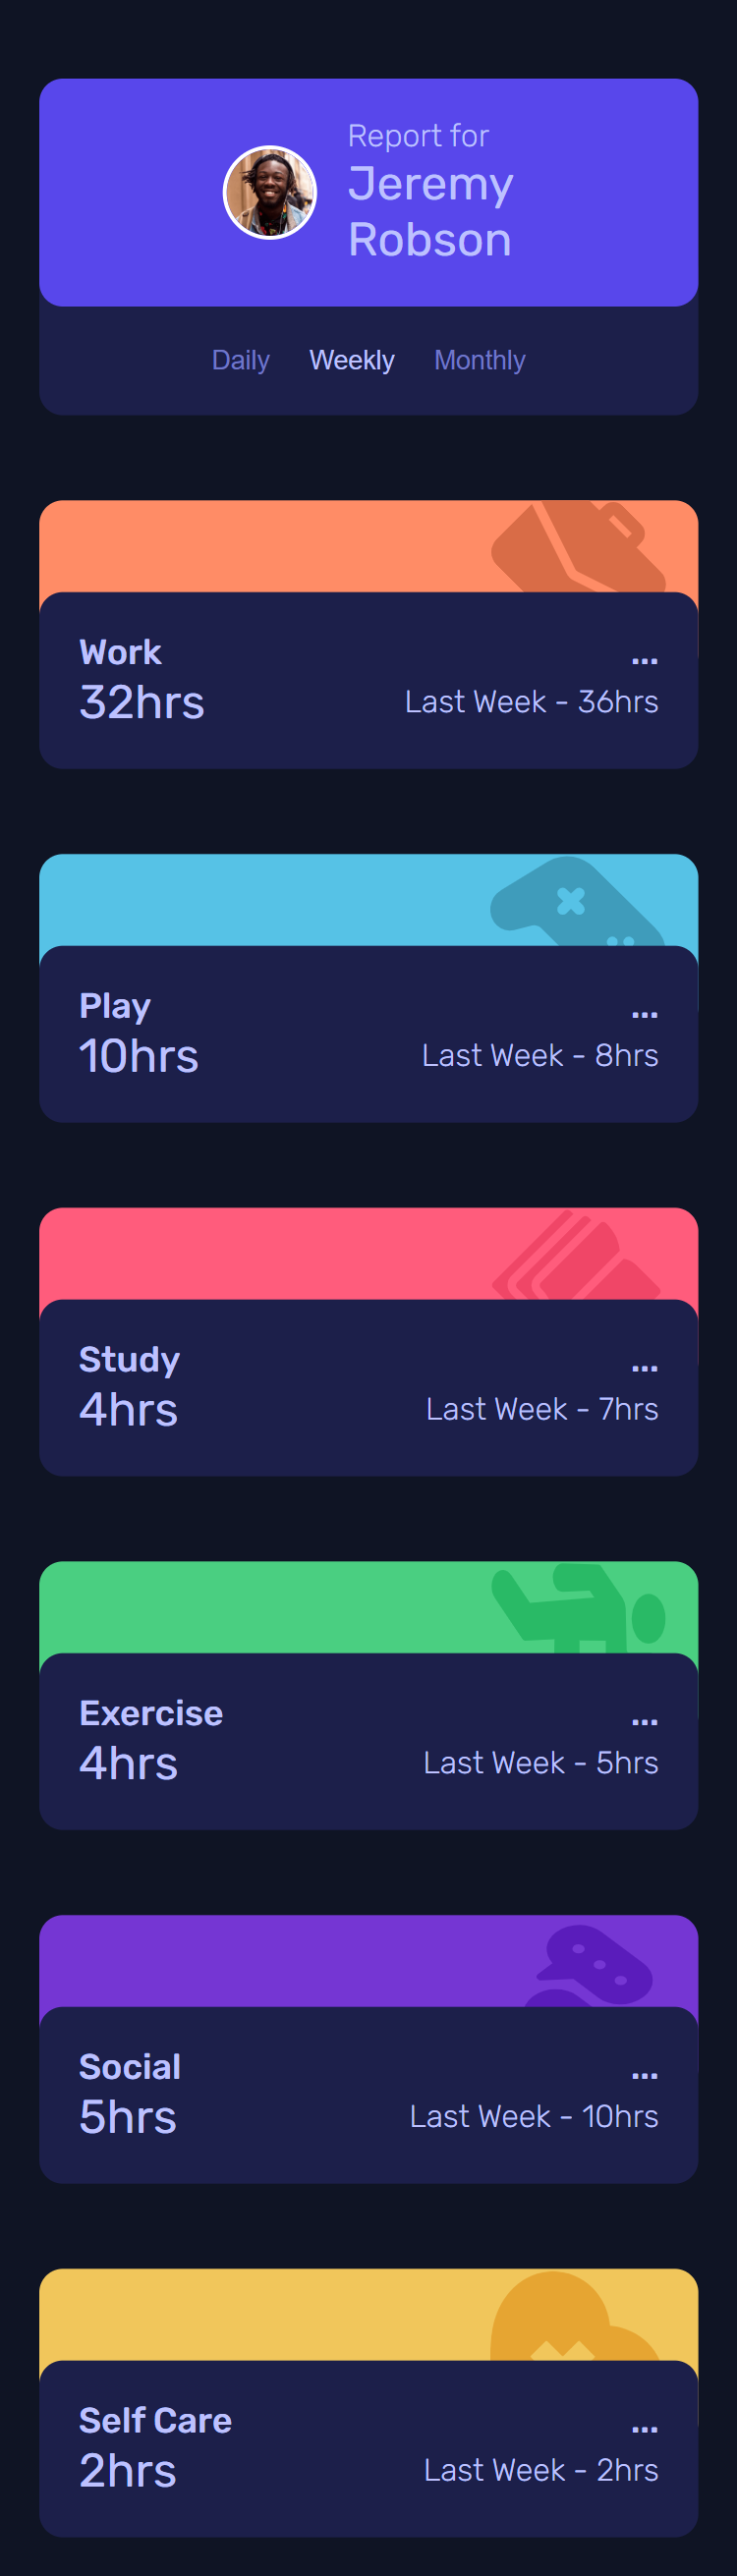 Report for
Jeremy
Robson
Daily Weekly Monthly
Work ...
32hrs Last Week - 36hrs
Play ...
10hrs Last Week - 8hrs
Study ...
4hrs Last Week - 7hrs
Exercise ...
4hrs Last Week - 5hrs
Social ...
5hrs Last Week - 10hrs
Self Care ...
2hrs Last Week - 2hrs